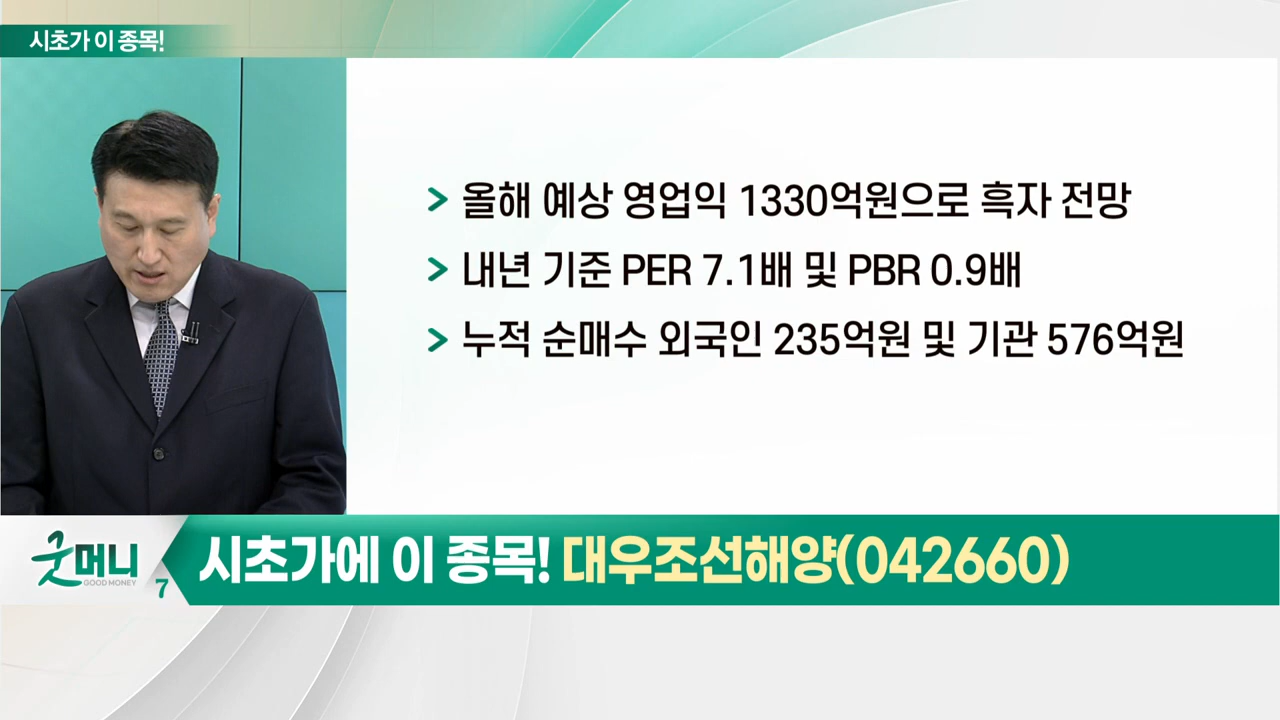 시초가 이 종목!
> 올해 예상 영업익 1330억원으로 흑자 전망
> 내년 기준 PER 7.1배 및 PBR 0.9배
> 누적 순매수 외국인 235억원 및 기관 576억원
굿머니
GOOD MONEY
7
시초가에 이 종목! 대우조선해양(042660)